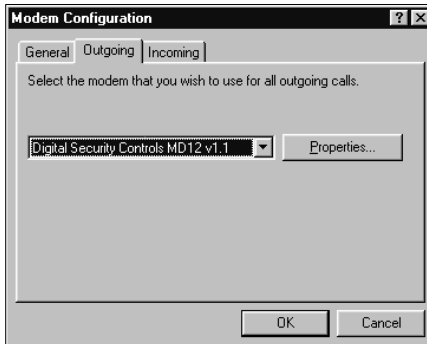 Modem Configuration
General Outgoing Incoming
Select the modem that you wish to use for all outgoing calls.
Digital Security Controls MD12 v1.1 Properties...
OK Cancel